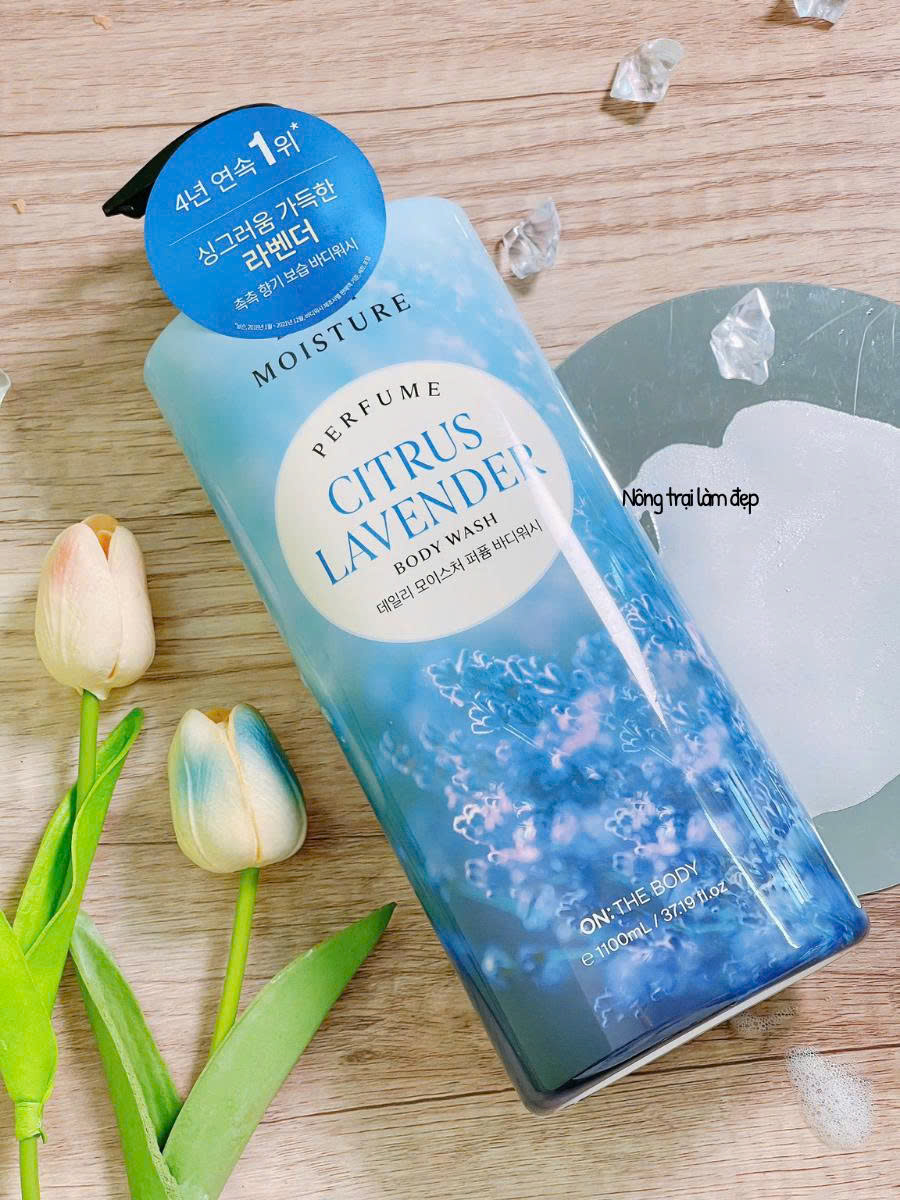 4년 연속 1위*
싱그러움 가득한
라벤더
촉촉 향기 보습 바디워시
MOISTURE
PERFUME
CITRUS
LAVENDER
BODY WASH
데일리 모이스처 퍼퓸 바디워시
Nông trại làm đẹp
ON: THE BODY
e 1100mL / 37.19 fl.oz